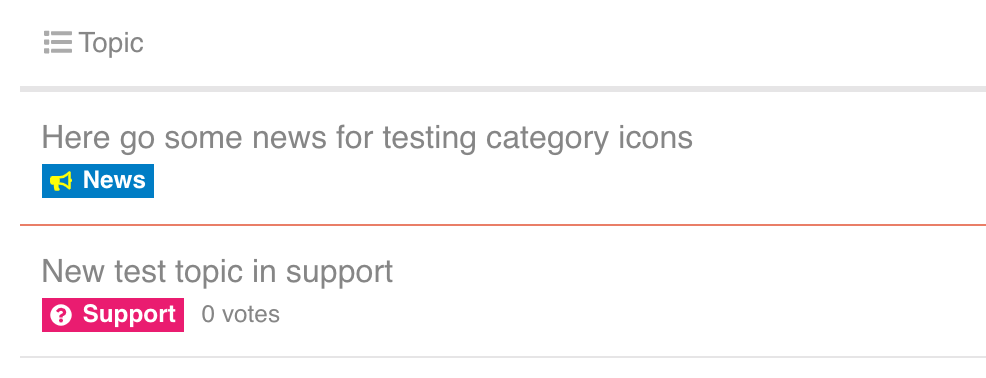 Topic
Here go some news for testing category icons
News
New test topic in support
Support 0 votes